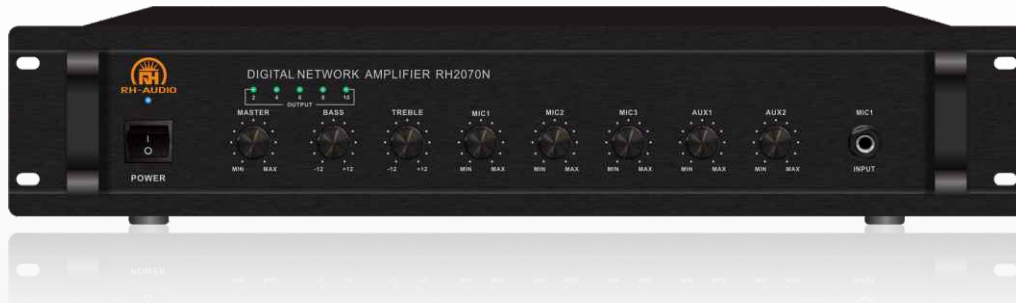 RH
RH-AUDIO
DIGITAL NETWORK AMPLIFIER RH2070N
2 4 6 8 10
OUTPUT
MASTER BASS TREBLE MIC1 MIC2 MIC3 AUX1 AUX2 MIC1
I
O
MIN MAX -12 +12 -12 +12 MIN MAX MIN MAX MIN MAX MIN MAX MIN MAX INPUT
POWER